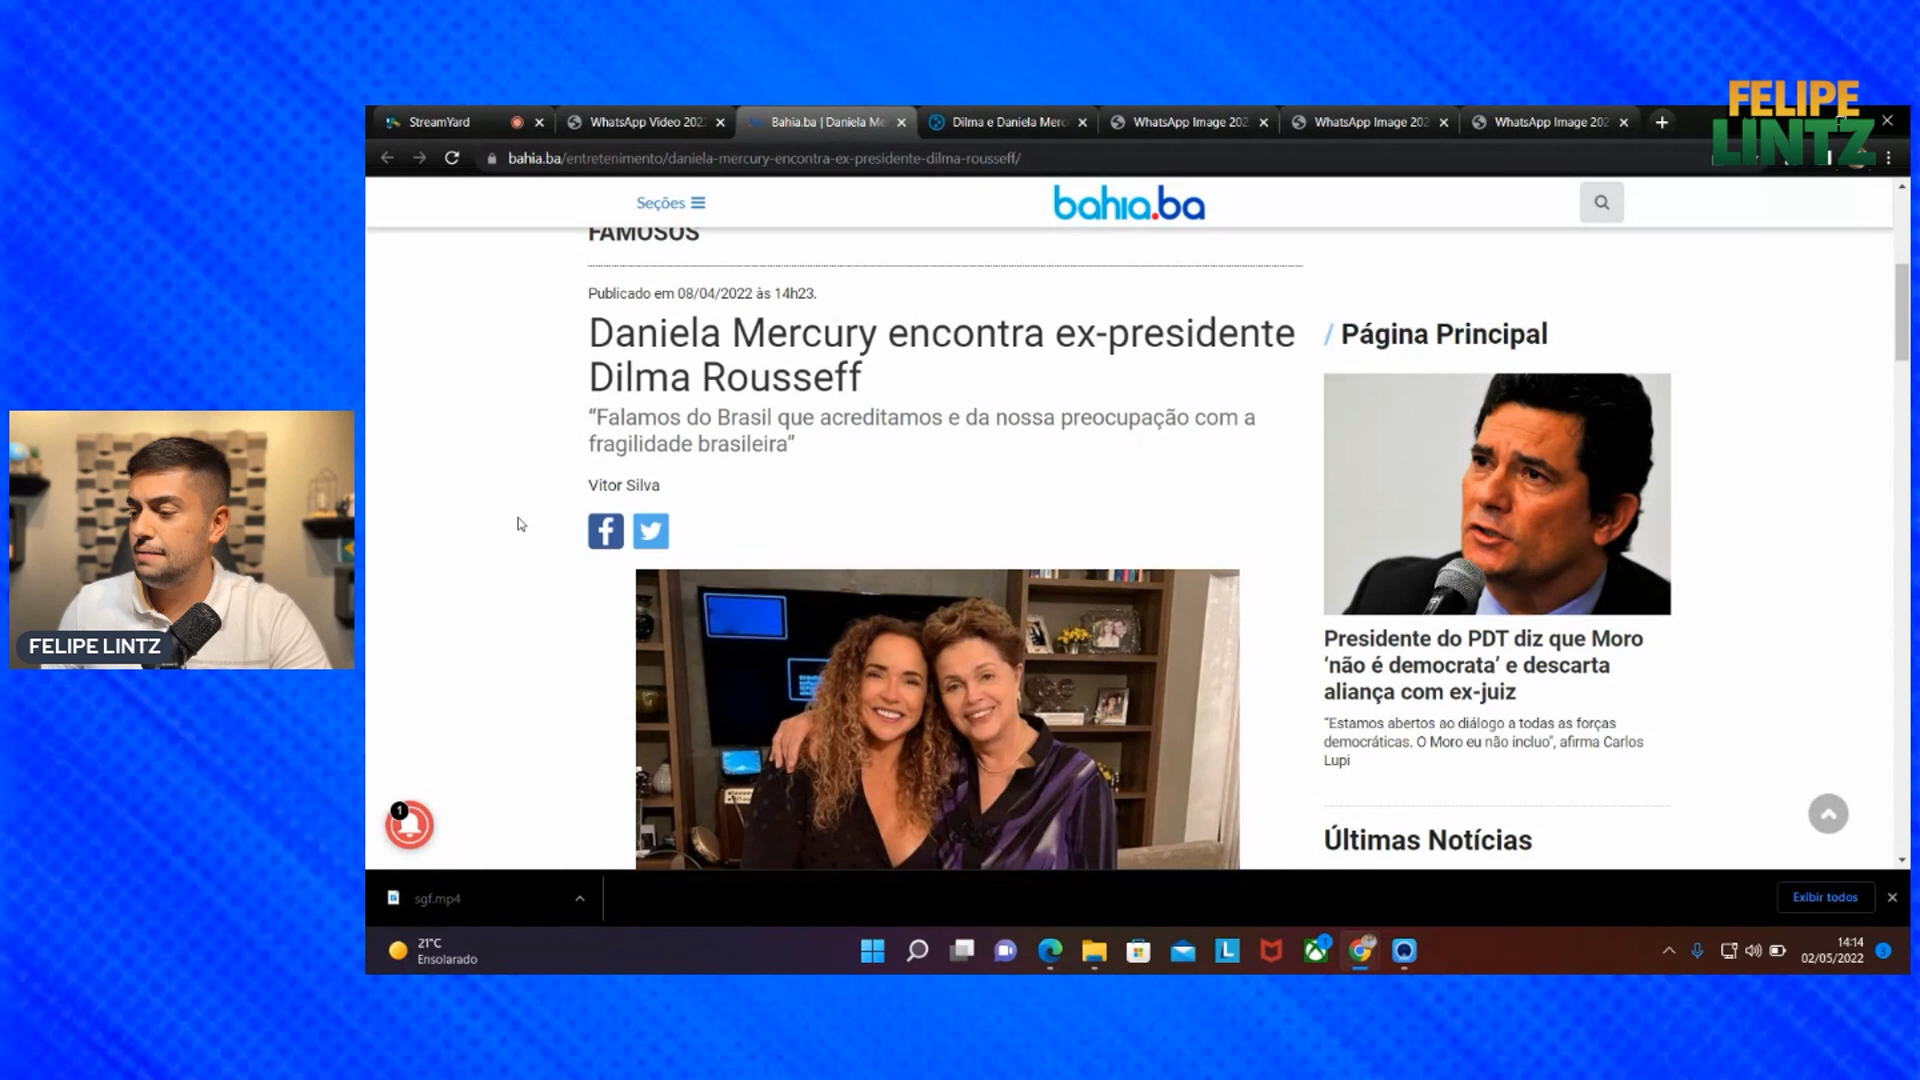 FELIPE
LINTZ
StreamYard
WhatsApp Video 202
Bahia.ba | Daniela Me
Dilma e Daniela Merc
WhatsApp Image 202
WhatsApp Image 202
WhatsApp Image 202
bahia.ba/entretenimento/daniela-mercury-encontra-ex-presidente-dilma-rousseff/
Seções
bahia.ba
FAMOSOS
Publicado em 08/04/2022 às 14h23.
Daniela Mercury encontra ex-presidente
Dilma Rousseff
“Falamos do Brasil que acreditamos e da nossa preocupação com a
fragilidade brasileira”
Vitor Silva
/ Página Principal
Presidente do PDT diz que Moro
‘não é democrata’ e descarta
aliança com ex-juiz
“Estamos abertos ao diálogo a todas as forças
democráticas. O Moro eu não incluo”, afirma Carlos
Lupi
Últimas Notícias
FELIPE LINTZ
1
sgf.mp4
Exibir todos
21°C
Ensolarado
L
1
14:14
02/05/2022
3